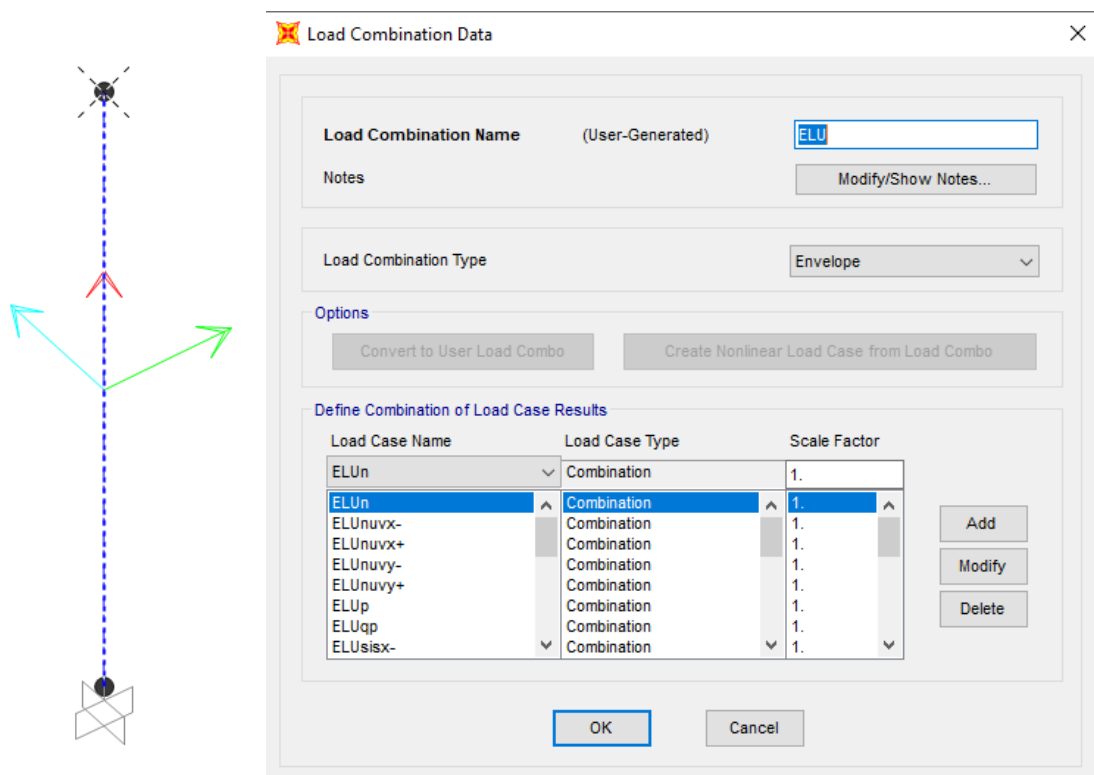 Load Combination Data
Load Combination Name (User-Generated) ELU
Notes Modify/Show Notes...
Load Combination Type Envelope
Options
Convert to User Load Combo Create Nonlinear Load Case from Load Combo
Define Combination of Load Case Results
Load Case Name Load Case Type Scale Factor
ELUn Combination 1.
ELUn Combination 1.
ELUnuvx- Combination 1.
ELUnuvx+ Combination 1.
ELUnuvy- Combination 1.
ELUnuvy+ Combination 1.
ELUp Combination 1.
ELUqp Combination 1.
ELUsisx- Combination 1.
Add
Modify
Delete
OK Cancel